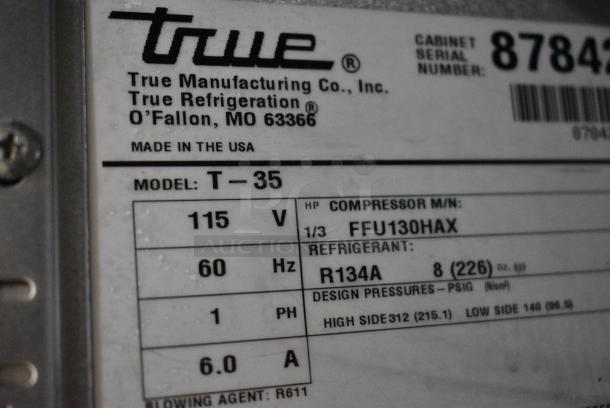 true®
True Manufacturing Co., Inc.
True Refrigeration®
O'Fallon, MO 63366
MADE IN THE USA
CABINET SERIAL NUMBER: 8784
MODEL: T-35
115 V
60 Hz
1 PH
6.0 A
HP COMPRESSOR M/N:
1/3 FFU130HAX
REFRIGERANT:
R134A 8 (226) oz. (g)
DESIGN PRESSURES-PSIG
HIGH SIDE 312 (215.1) LOW SIDE 140 (96.5)
BLOWING AGENT: R611